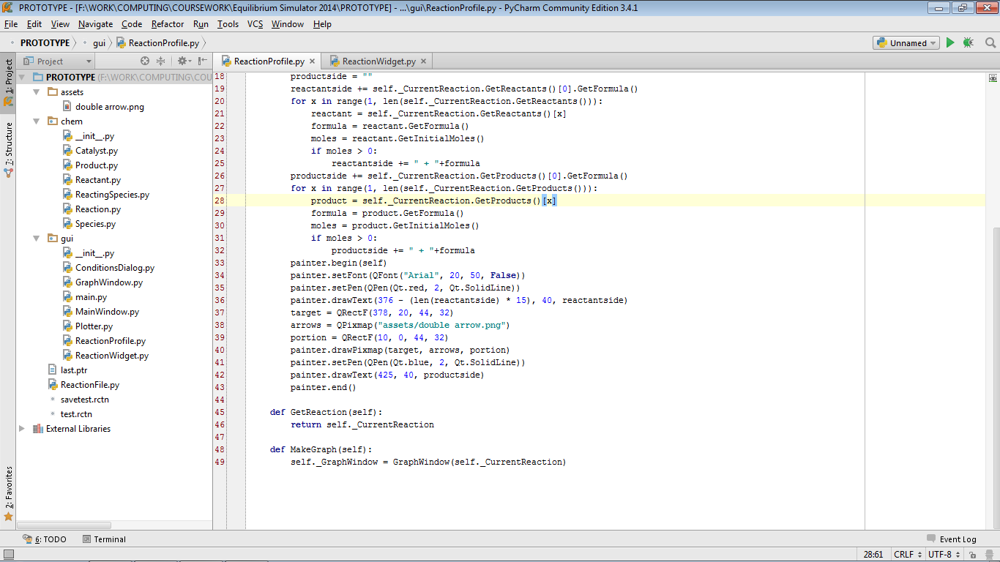 PROTOTYPE - [F:\WORK\COMPUTING\COURSEWORK\Equilibrium Simulator 2014\PROTOTYPE] - ...\gui\ReactionProfile.py - PyCharm Community Edition 3.4.1
File Edit View Navigate Code Refactor Run Tools VCS Window Help
PROTOTYPE gui ReactionProfile.py Unnamed
1: Project
7: Structure
2: Favorites
Project
PROTOTYPE (F:\WORK\COMPUTING\COU
assets
double arrow.png
chem
__init__.py
Catalyst.py
Product.py
Reactant.py
ReactingSpecies.py
Reaction.py
Species.py
gui
__init__.py
ConditionsDialog.py
GraphWindow.py
main.py
MainWindow.py
Plotter.py
ReactionProfile.py
ReactionWidget.py
last.ptr
ReactionFile.py
savetest.rctn
test.rctn
External Libraries
ReactionProfile.py ReactionWidget.py
18 productside = ""
19 reactantside += self._CurrentReaction.GetReactants()[0].GetFormula()
20 for x in range(1, len(self._CurrentReaction.GetReactants())):
21 reactant = self._CurrentReaction.GetReactants()[x]
22 formula = reactant.GetFormula()
23 moles = reactant.GetInitialMoles()
24 if moles > 0:
25 reactantside += " + "+formula
26 productside += self._CurrentReaction.GetProducts()[0].GetFormula()
27 for x in range(1, len(self._CurrentReaction.GetProducts())):
28 product = self._CurrentReaction.GetProducts()[x]
29 formula = product.GetFormula()
30 moles = product.GetInitialMoles()
31 if moles > 0:
32 productside += " + "+formula
33 painter.begin(self)
34 painter.setFont(QFont("Arial", 20, 50, False))
35 painter.setPen(QPen(Qt.red, 2, Qt.SolidLine))
36 painter.drawText(376 - (len(reactantside) * 15), 40, reactantside)
37 target = QRectF(378, 20, 44, 32)
38 arrows = QPixmap("assets/double arrow.png")
39 portion = QRectF(10, 0, 44, 32)
40 painter.drawPixmap(target, arrows, portion)
41 painter.setPen(QPen(Qt.blue, 2, Qt.SolidLine))
42 painter.drawText(425, 40, productside)
43 painter.end()
44
45 def GetReaction(self):
46 return self._CurrentReaction
47
48 def MakeGraph(self):
49 self._GraphWindow = GraphWindow(self._CurrentReaction)
6: TODO Terminal Event Log
28:61 CRLF UTF-8